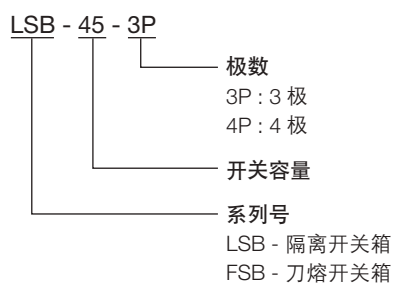 LSB - 45 - 3P
极数
3P : 3 极
4P : 4 极
开关容量
系列号
LSB - 隔离开关箱
FSB - 刀熔开关箱